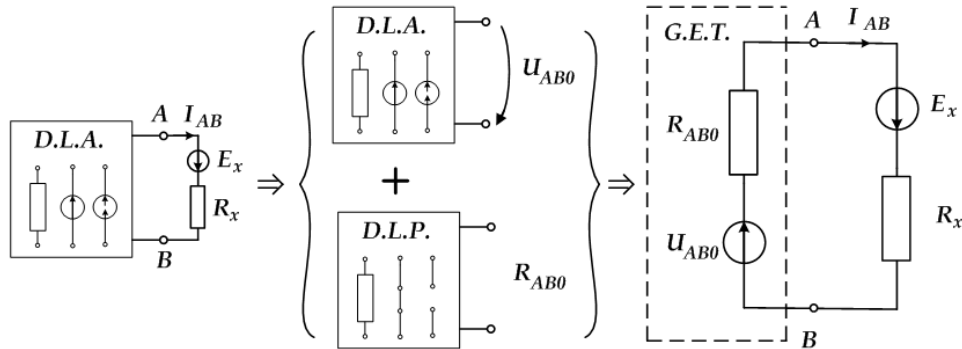 D.L.A.
A
I_AB
E_x
R_x
B
⇒
D.L.A.
U_AB0
+
D.L.P.
R_AB0
⇒
G.E.T.
A
I_AB
R_AB0
E_x
U_AB0
R_x
B